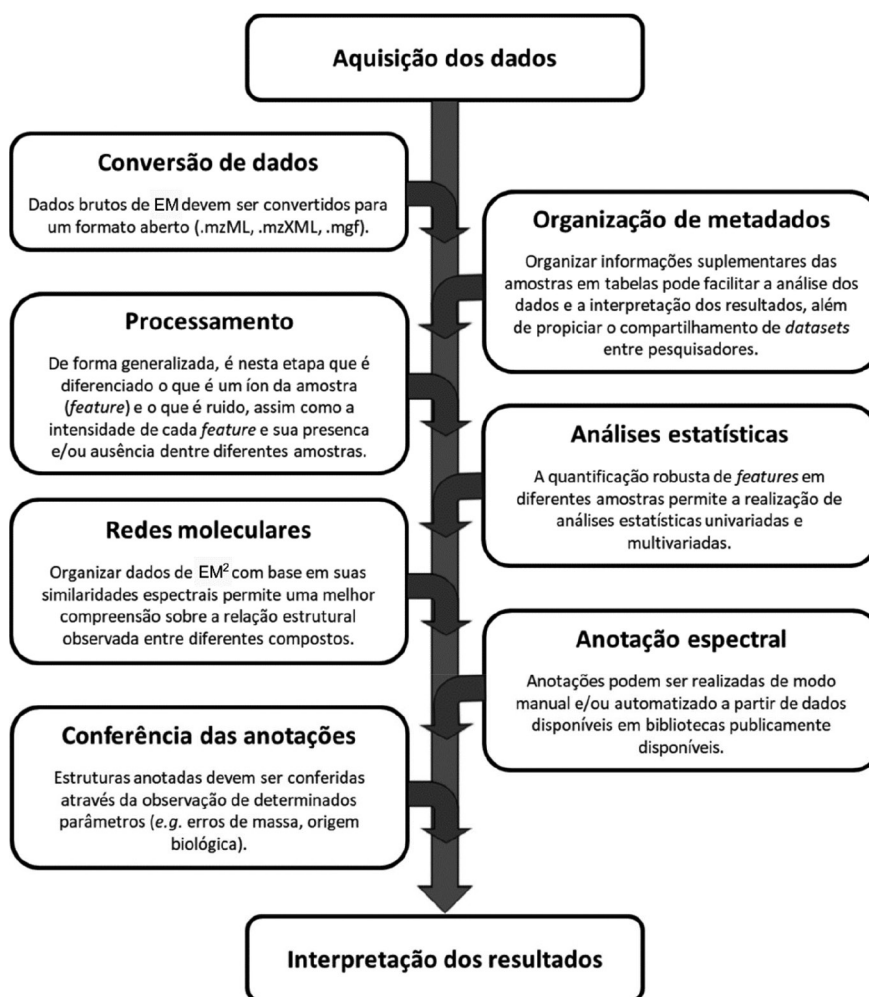 Aquisição dos dados
Conversão de dados
Dados brutos de EM devem ser convertidos para
um formato aberto (.mzML, .mzXML, .mgf).
Organização de metadados
Organizar informações suplementares das
amostras em tabelas pode facilitar a análise dos
dados e a interpretação dos resultados, além
de propiciar o compartilhamento de datasets
entre pesquisadores.
Processamento
De forma generalizada, é nesta etapa que é
diferenciado o que é um íon da amostra
(feature) e o que é ruido, assim como a
intensidade de cada feature e sua presença
e/ou ausência dentre diferentes amostras.
Análises estatísticas
A quantificação robusta de features em
diferentes amostras permite a realização de
análises estatísticas univariadas e
multivariadas.
Redes moleculares
Organizar dados de EM² com base em suas
similaridades espectrais permite uma melhor
compreensão sobre a relação estrutural
observada entre diferentes compostos.
Anotação espectral
Anotações podem ser realizadas de modo
manual e/ou automatizado a partir de dados
disponíveis em bibliotecas publicamente
disponíveis.
Conferência das anotações
Estruturas anotadas devem ser conferidas
através da observação de determinados
parâmetros (e.g. erros de massa, origem
biológica).
Interpretação dos resultados